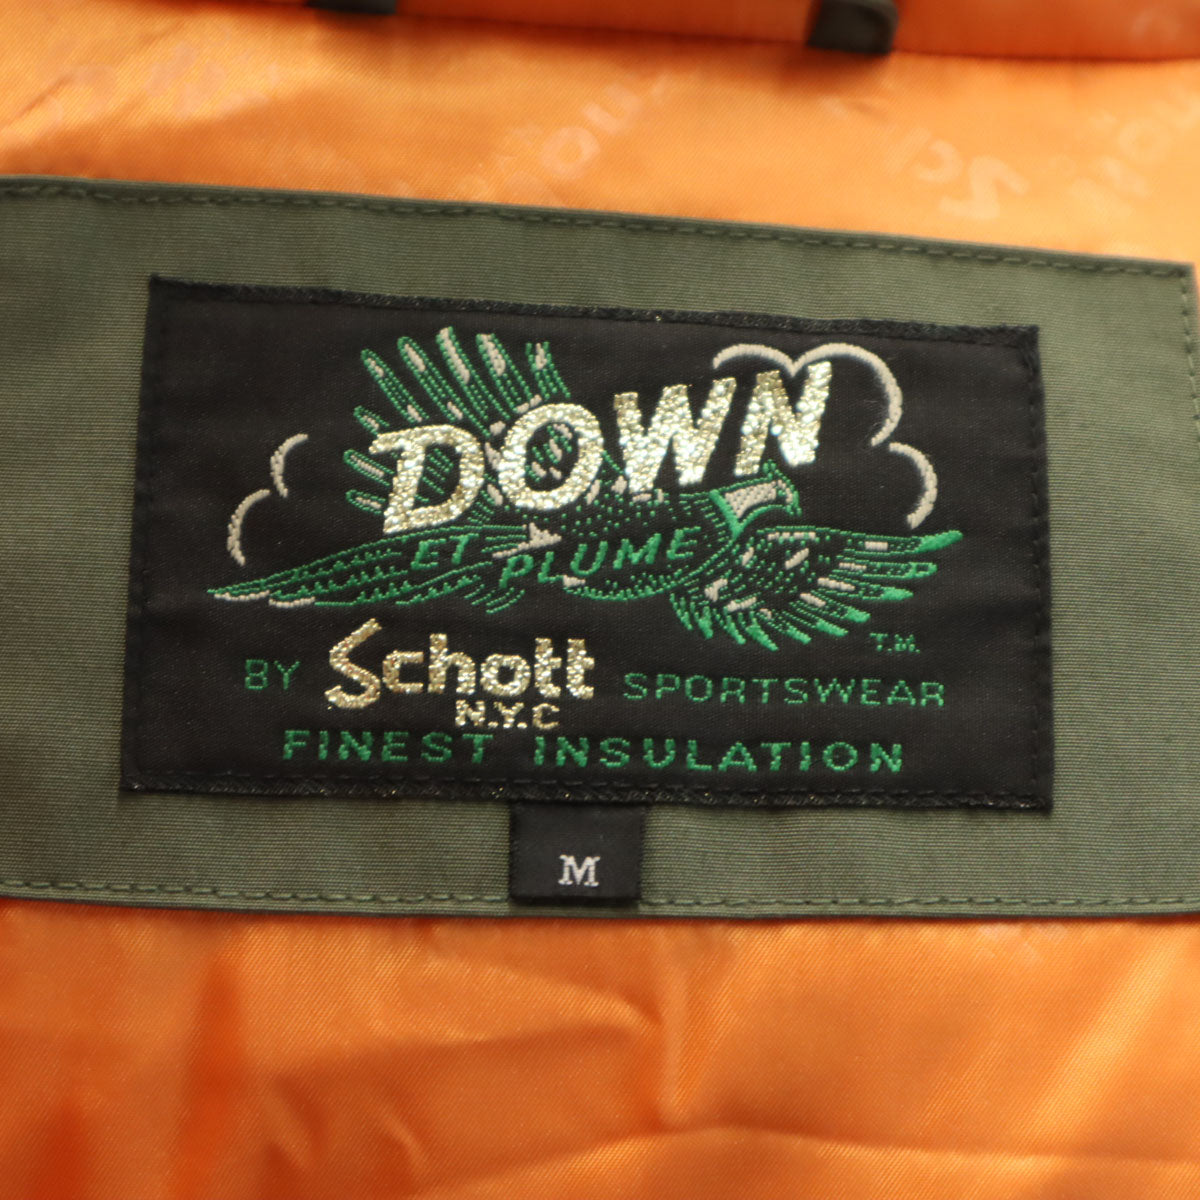 DOWN
ET PLUME
T.M.
BY Schott SPORTSWEAR
N.Y.C
FINEST INSULATION
M